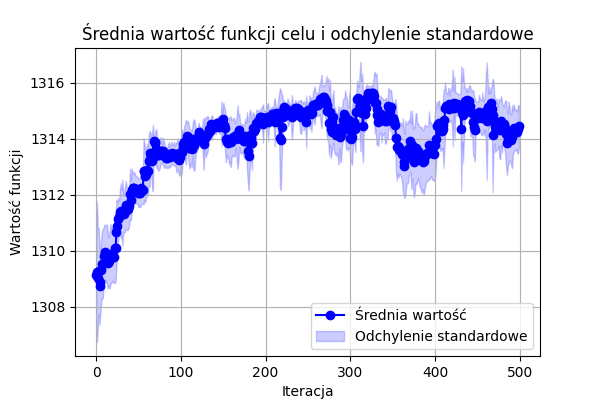 Średnia wartość funkcji celu i odchylenie standardowe
Wartość funkcji
1316
1314
1312
1310
1308
Średnia wartość
Odchylenie standardowe
0 100 200 300 400 500
Iteracja